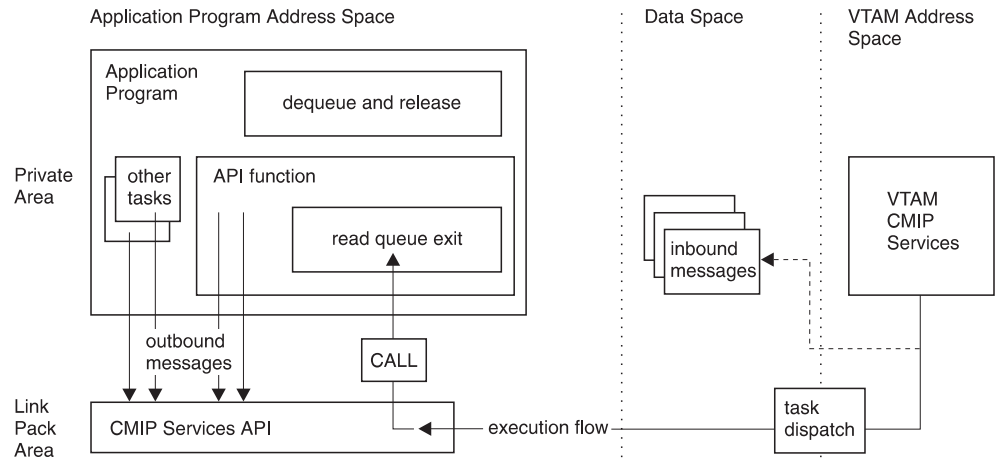 Application Program Address Space
Data Space
VTAM Address
Space
Application
Program
dequeue and release
Private
Area
other
tasks
API function
read queue exit
inbound
messages
VTAM
CMIP
Services
outbound
messages
CALL
Link
Pack
Area
CMIP Services API
execution flow
task
dispatch